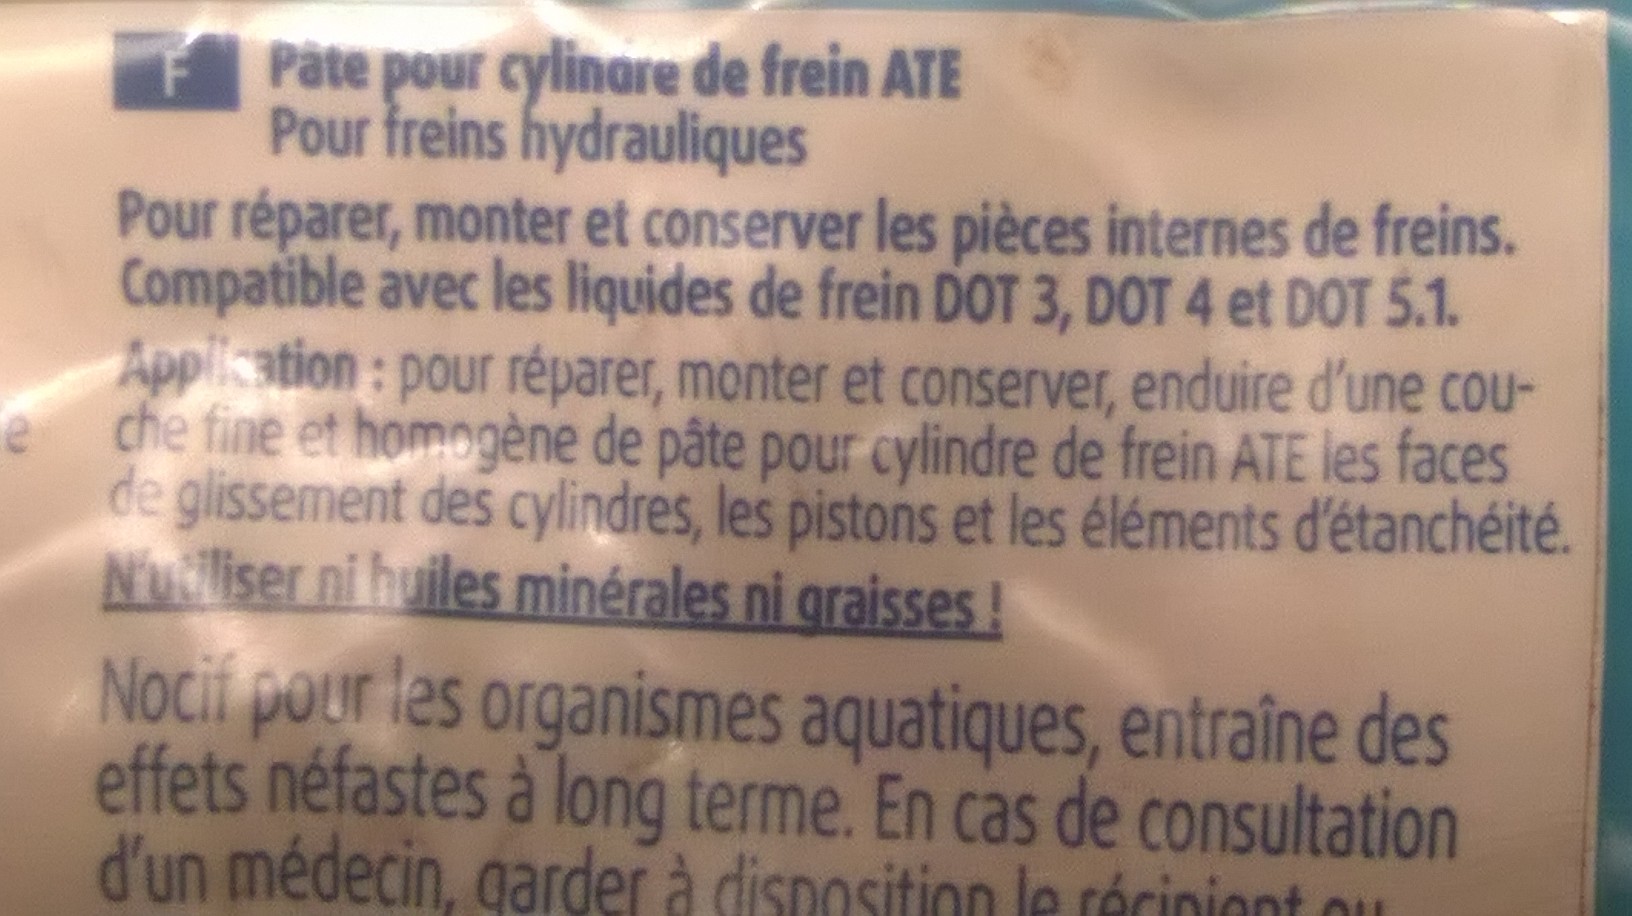 F
Pâte pour cylindre de frein ATE
Pour freins hydrauliques
Pour réparer, monter et conserver les pièces internes de freins.
Compatible avec les liquides de frein DOT 3, DOT 4 et DOT 5.1.
Application : pour réparer, monter et conserver, enduire d'une cou-
che fine et homogène de pâte pour cylindre de frein ATE les faces
de glissement des cylindres, les pistons et les éléments d'étanchéité.
N'utiliser ni huiles minérales ni graisses !
Nocif pour les organismes aquatiques, entraîne des
effets néfastes à long terme. En cas de consultation
d'un médecin, garder à disposition le récipient ou